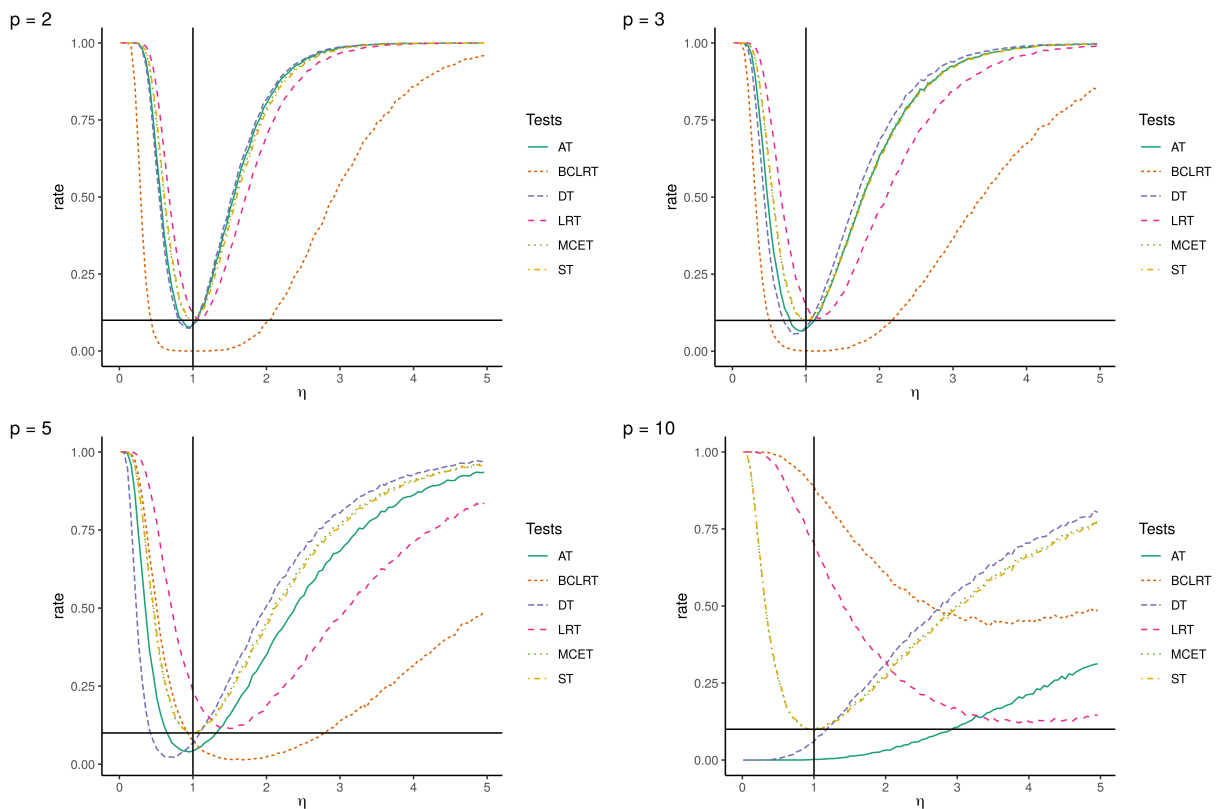 p = 2
1.00
0.75
0.50
0.25
0.00
rate
0 1 2 3 4 5
η
Tests
AT
BCLRT
DT
LRT
MCET
ST
p = 3
1.00
0.75
0.50
0.25
0.00
rate
0 1 2 3 4 5
η
Tests
AT
BCLRT
DT
LRT
MCET
ST
p = 5
1.00
0.75
0.50
0.25
0.00
rate
0 1 2 3 4 5
η
Tests
AT
BCLRT
DT
LRT
MCET
ST
p = 10
1.00
0.75
0.50
0.25
0.00
rate
0 1 2 3 4 5
η
Tests
AT
BCLRT
DT
LRT
MCET
ST